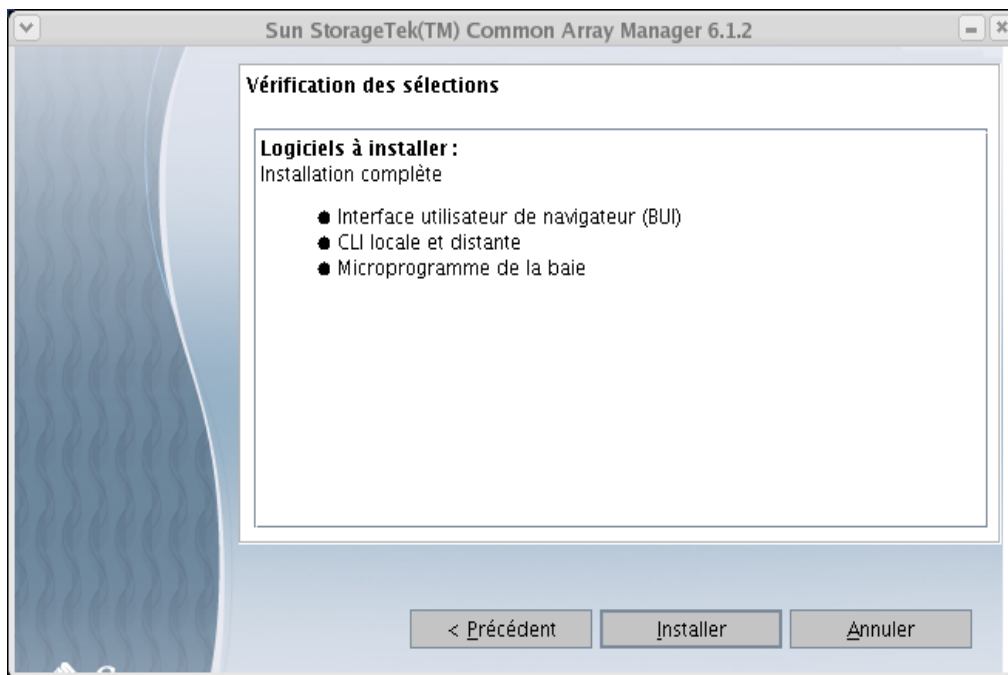 Sun StorageTek(TM) Common Array Manager 6.1.2
Vérification des sélections
Logiciels à installer :
Installation complète
● Interface utilisateur de navigateur (BUI)
● CLI locale et distante
● Microprogramme de la baie
< Précédent
Installer
Annuler